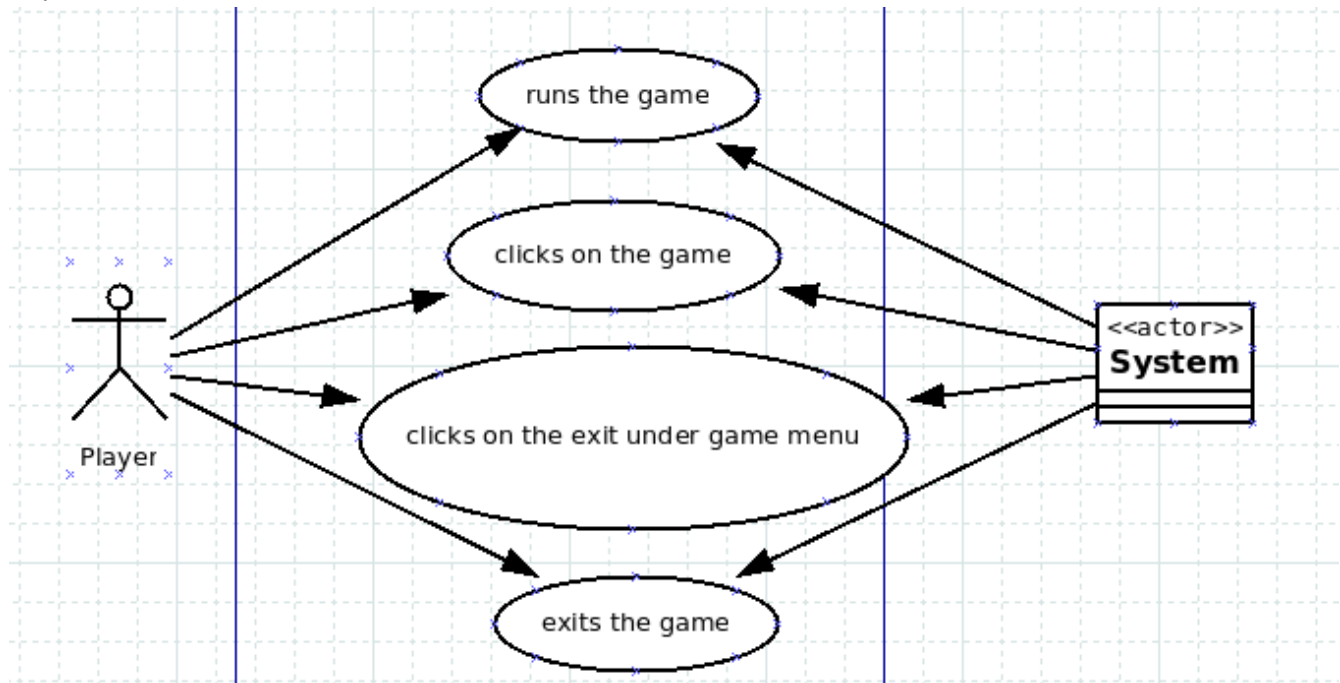 runs the game
clicks on the game
<<actor>>
System
clicks on the exit under game menu
Player
exits the game